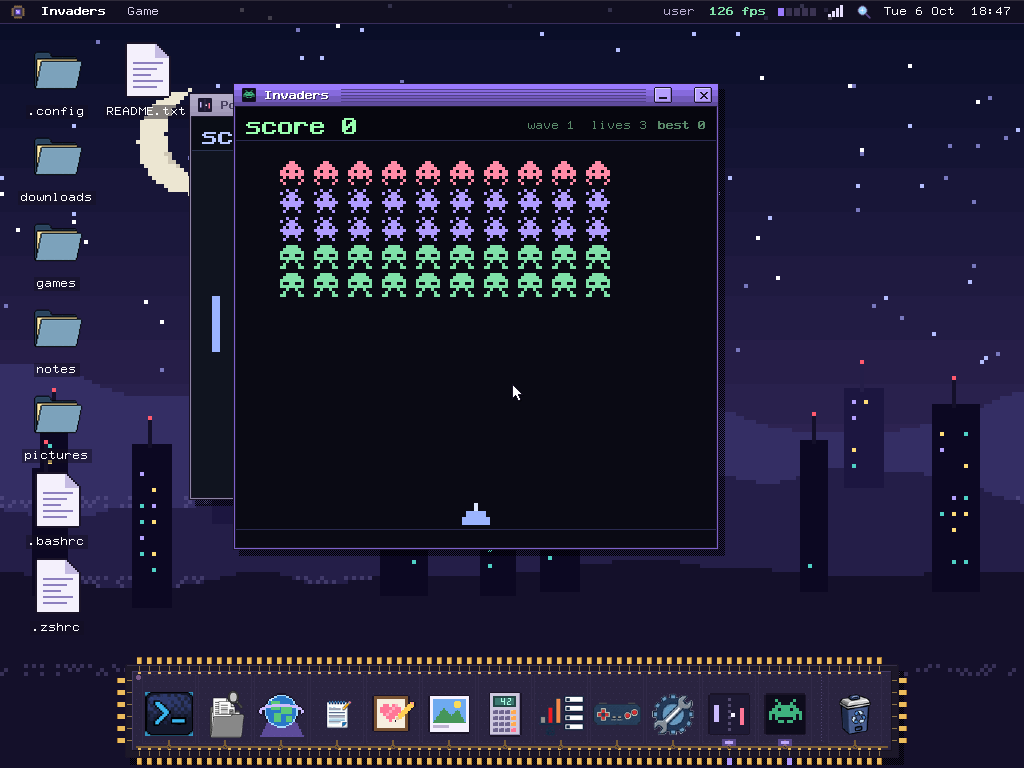 Invaders Game user 126 fps Tue 6 Oct 18:47
.config
README.txt
downloads
games
notes
pictures
.bashrc
.zshrc
Invaders
score 0 wave 1 lives 3 best 0
42